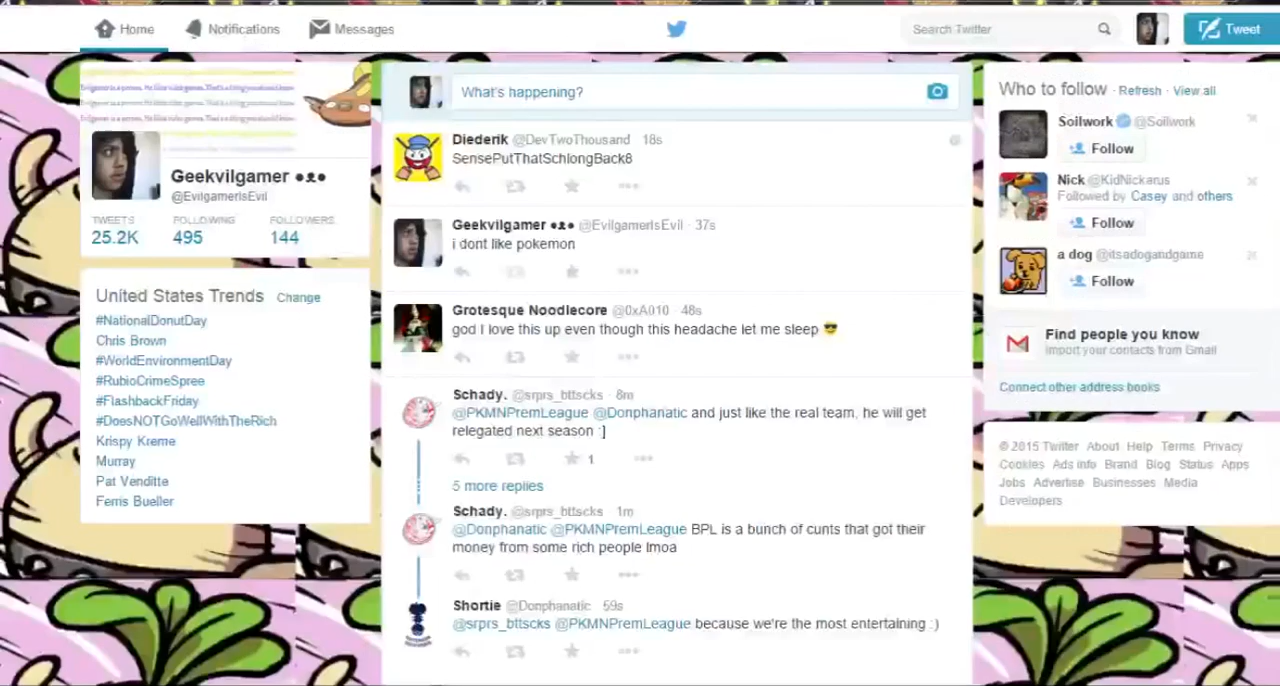 Home
Notifications
Messages
Search Twitter
Tweet
Geekvilgamer
@EvilgamerIsEvil
TWEETS
FOLLOWING
FOLLOWERS
25.2K
495
144
United States Trends · Change
#NationalDonutDay
Chris Brown
#WorldEnvironmentDay
#RubioCrimeSpree
#FlashbackFriday
#DoesNOTGoWellWithTheRich
Krispy Kreme
Murray
Pat Venditte
Ferris Bueller
What's happening?
Diederik @DevTwoThousand · 18s
SensePutThatSchlongBack8
Geekvilgamer @EvilgamerIsEvil · 37s
i dont like pokemon
Grotesque Noodlecore @0xA010 · 48s
god I love this up even though this headache let me sleep 😎
Schady. @srprs_bttscks · 8m
@PKMNPremLeague @Donphanatic and just like the real team, he will get
relegated next season :]
1
5 more replies
Schady. @srprs_bttscks · 1m
@Donphanatic @PKMNPremLeague BPL is a bunch of cunts that got their
money from some rich people lmoa
Shortie @Donphanatic · 59s
@srprs_bttscks @PKMNPremLeague because we're the most entertaining :)
Who to follow · Refresh · View all
Soilwork @Soilwork
Follow
Nick @KidNickarus
Followed by Casey and others
Follow
a dog @itsadogandgame
Follow
Find people you know
Import your contacts from Gmail
Connect other address books
© 2015 Twitter About Help Terms Privacy
Cookies Ads info Brand Blog Status Apps
Jobs Advertise Businesses Media
Developers